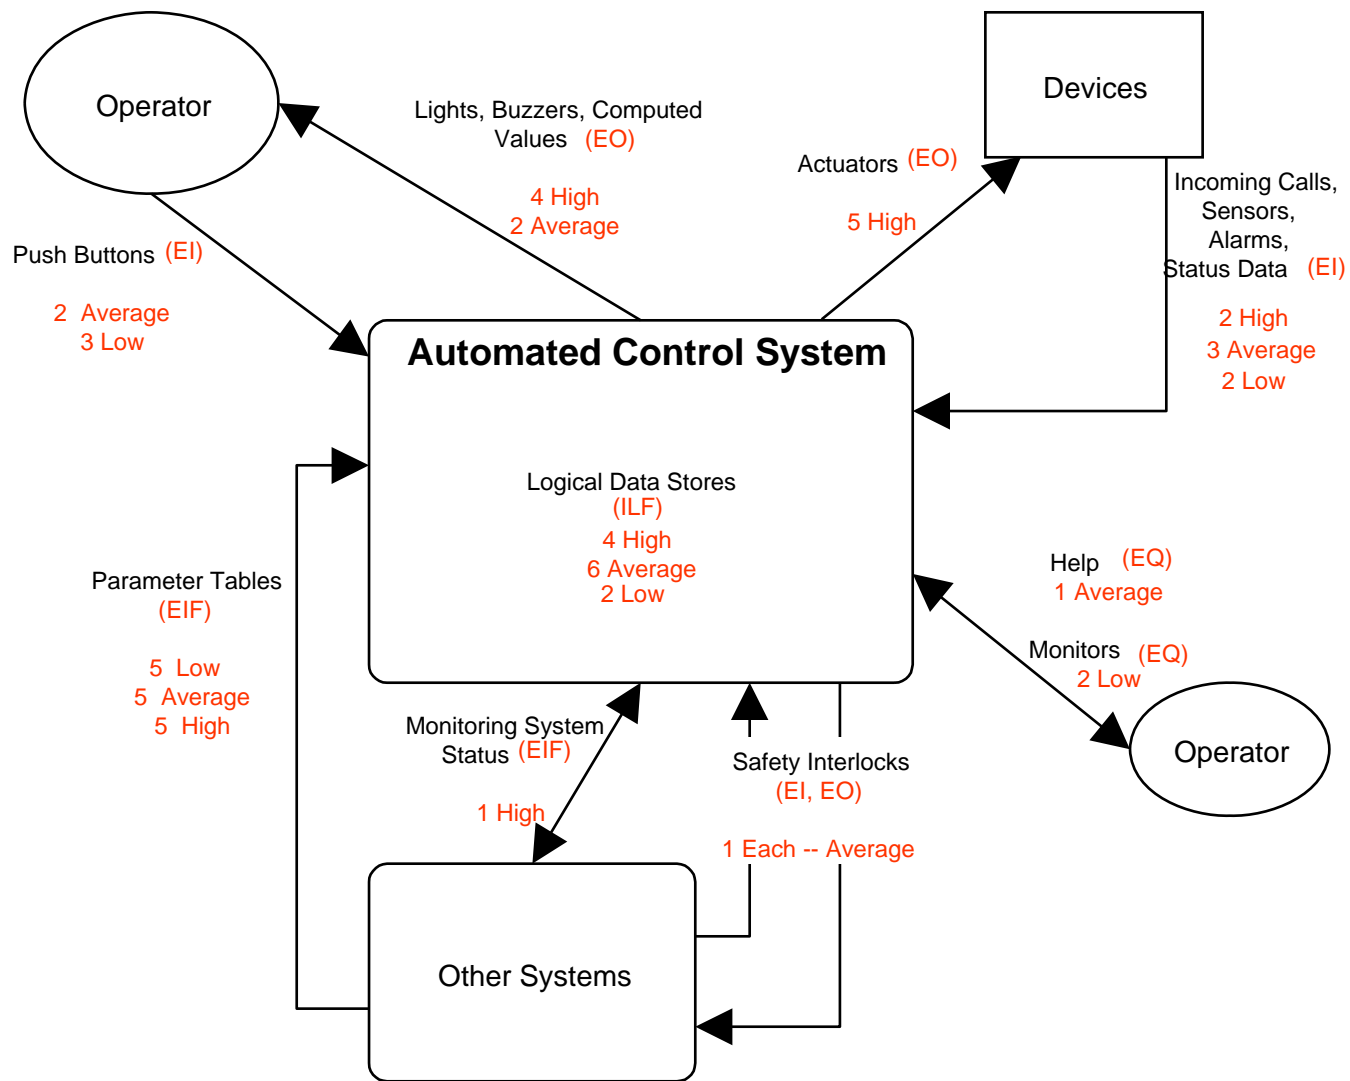 Operator
Lights, Buzzers, Computed
Values (EO)
4 High
2 Average
Devices
Actuators (EO)
5 High
Incoming Calls,
Sensors,
Alarms,
Status Data (EI)
2 High
3 Average
2 Low
Push Buttons (EI)
2 Average
3 Low
Automated Control System
Logical Data Stores
(ILF)
4 High
6 Average
2 Low
Parameter Tables
(EIF)
5 Low
5 Average
5 High
Help (EQ)
1 Average
Monitors (EQ)
2 Low
Operator
Monitoring System
Status (EIF)
1 High
Safety Interlocks
(EI, EO)
1 Each -- Average
Other Systems